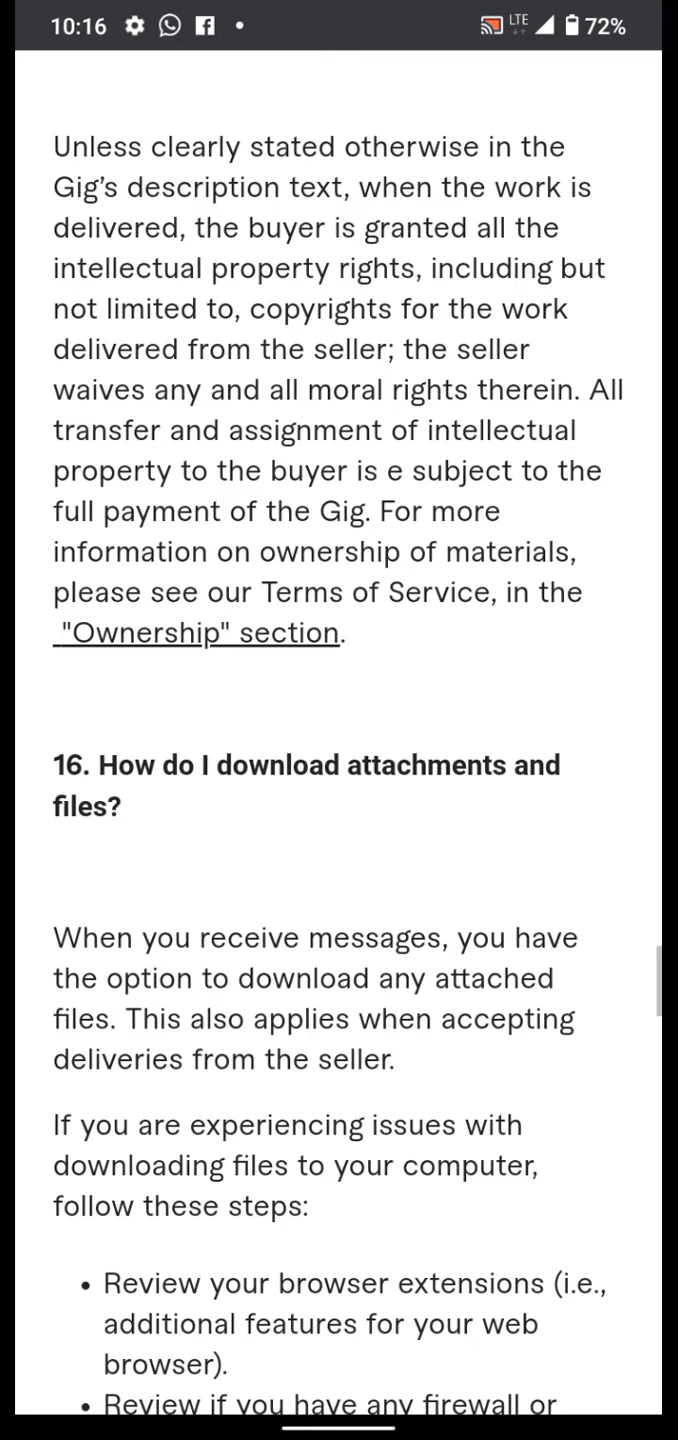 10:16
LTE
72%
Unless clearly stated otherwise in the
Gig’s description text, when the work is
delivered, the buyer is granted all the
intellectual property rights, including but
not limited to, copyrights for the work
delivered from the seller; the seller
waives any and all moral rights therein. All
transfer and assignment of intellectual
property to the buyer is e subject to the
full payment of the Gig. For more
information on ownership of materials,
please see our Terms of Service, in the
"Ownership" section.
16. How do I download attachments and
files?
When you receive messages, you have
the option to download any attached
files. This also applies when accepting
deliveries from the seller.
If you are experiencing issues with
downloading files to your computer,
follow these steps:
• Review your browser extensions (i.e.,
additional features for your web
browser).
• Review if you have any firewall or